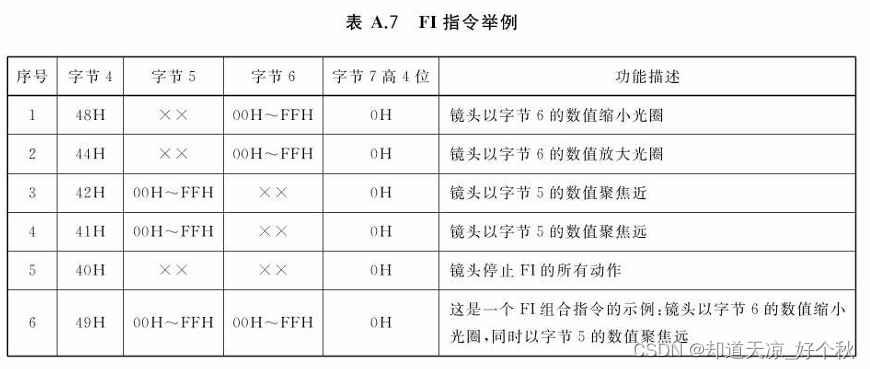 表 A.7 FI 指令举例
序号 字节 4 字节 5 字节 6 字节 7 高 4 位 功能描述
1 48H ×× 00H～FFH 0H 镜头以字节 6 的数值缩小光圈
2 44H ×× 00H～FFH 0H 镜头以字节 6 的数值放大光圈
3 42H 00H～FFH ×× 0H 镜头以字节 5 的数值聚焦近
4 41H 00H～FFH ×× 0H 镜头以字节 5 的数值聚焦远
5 40H ×× ×× 0H 镜头停止 FI 的所有动作
6 49H 00H～FFH 00H～FFH 0H 这是一个 FI 组合指令的示例;镜头以字节 6 的数值缩小
光圈,同时以字节 5 的数值聚焦远
CSDN @却道天凉_好个秋